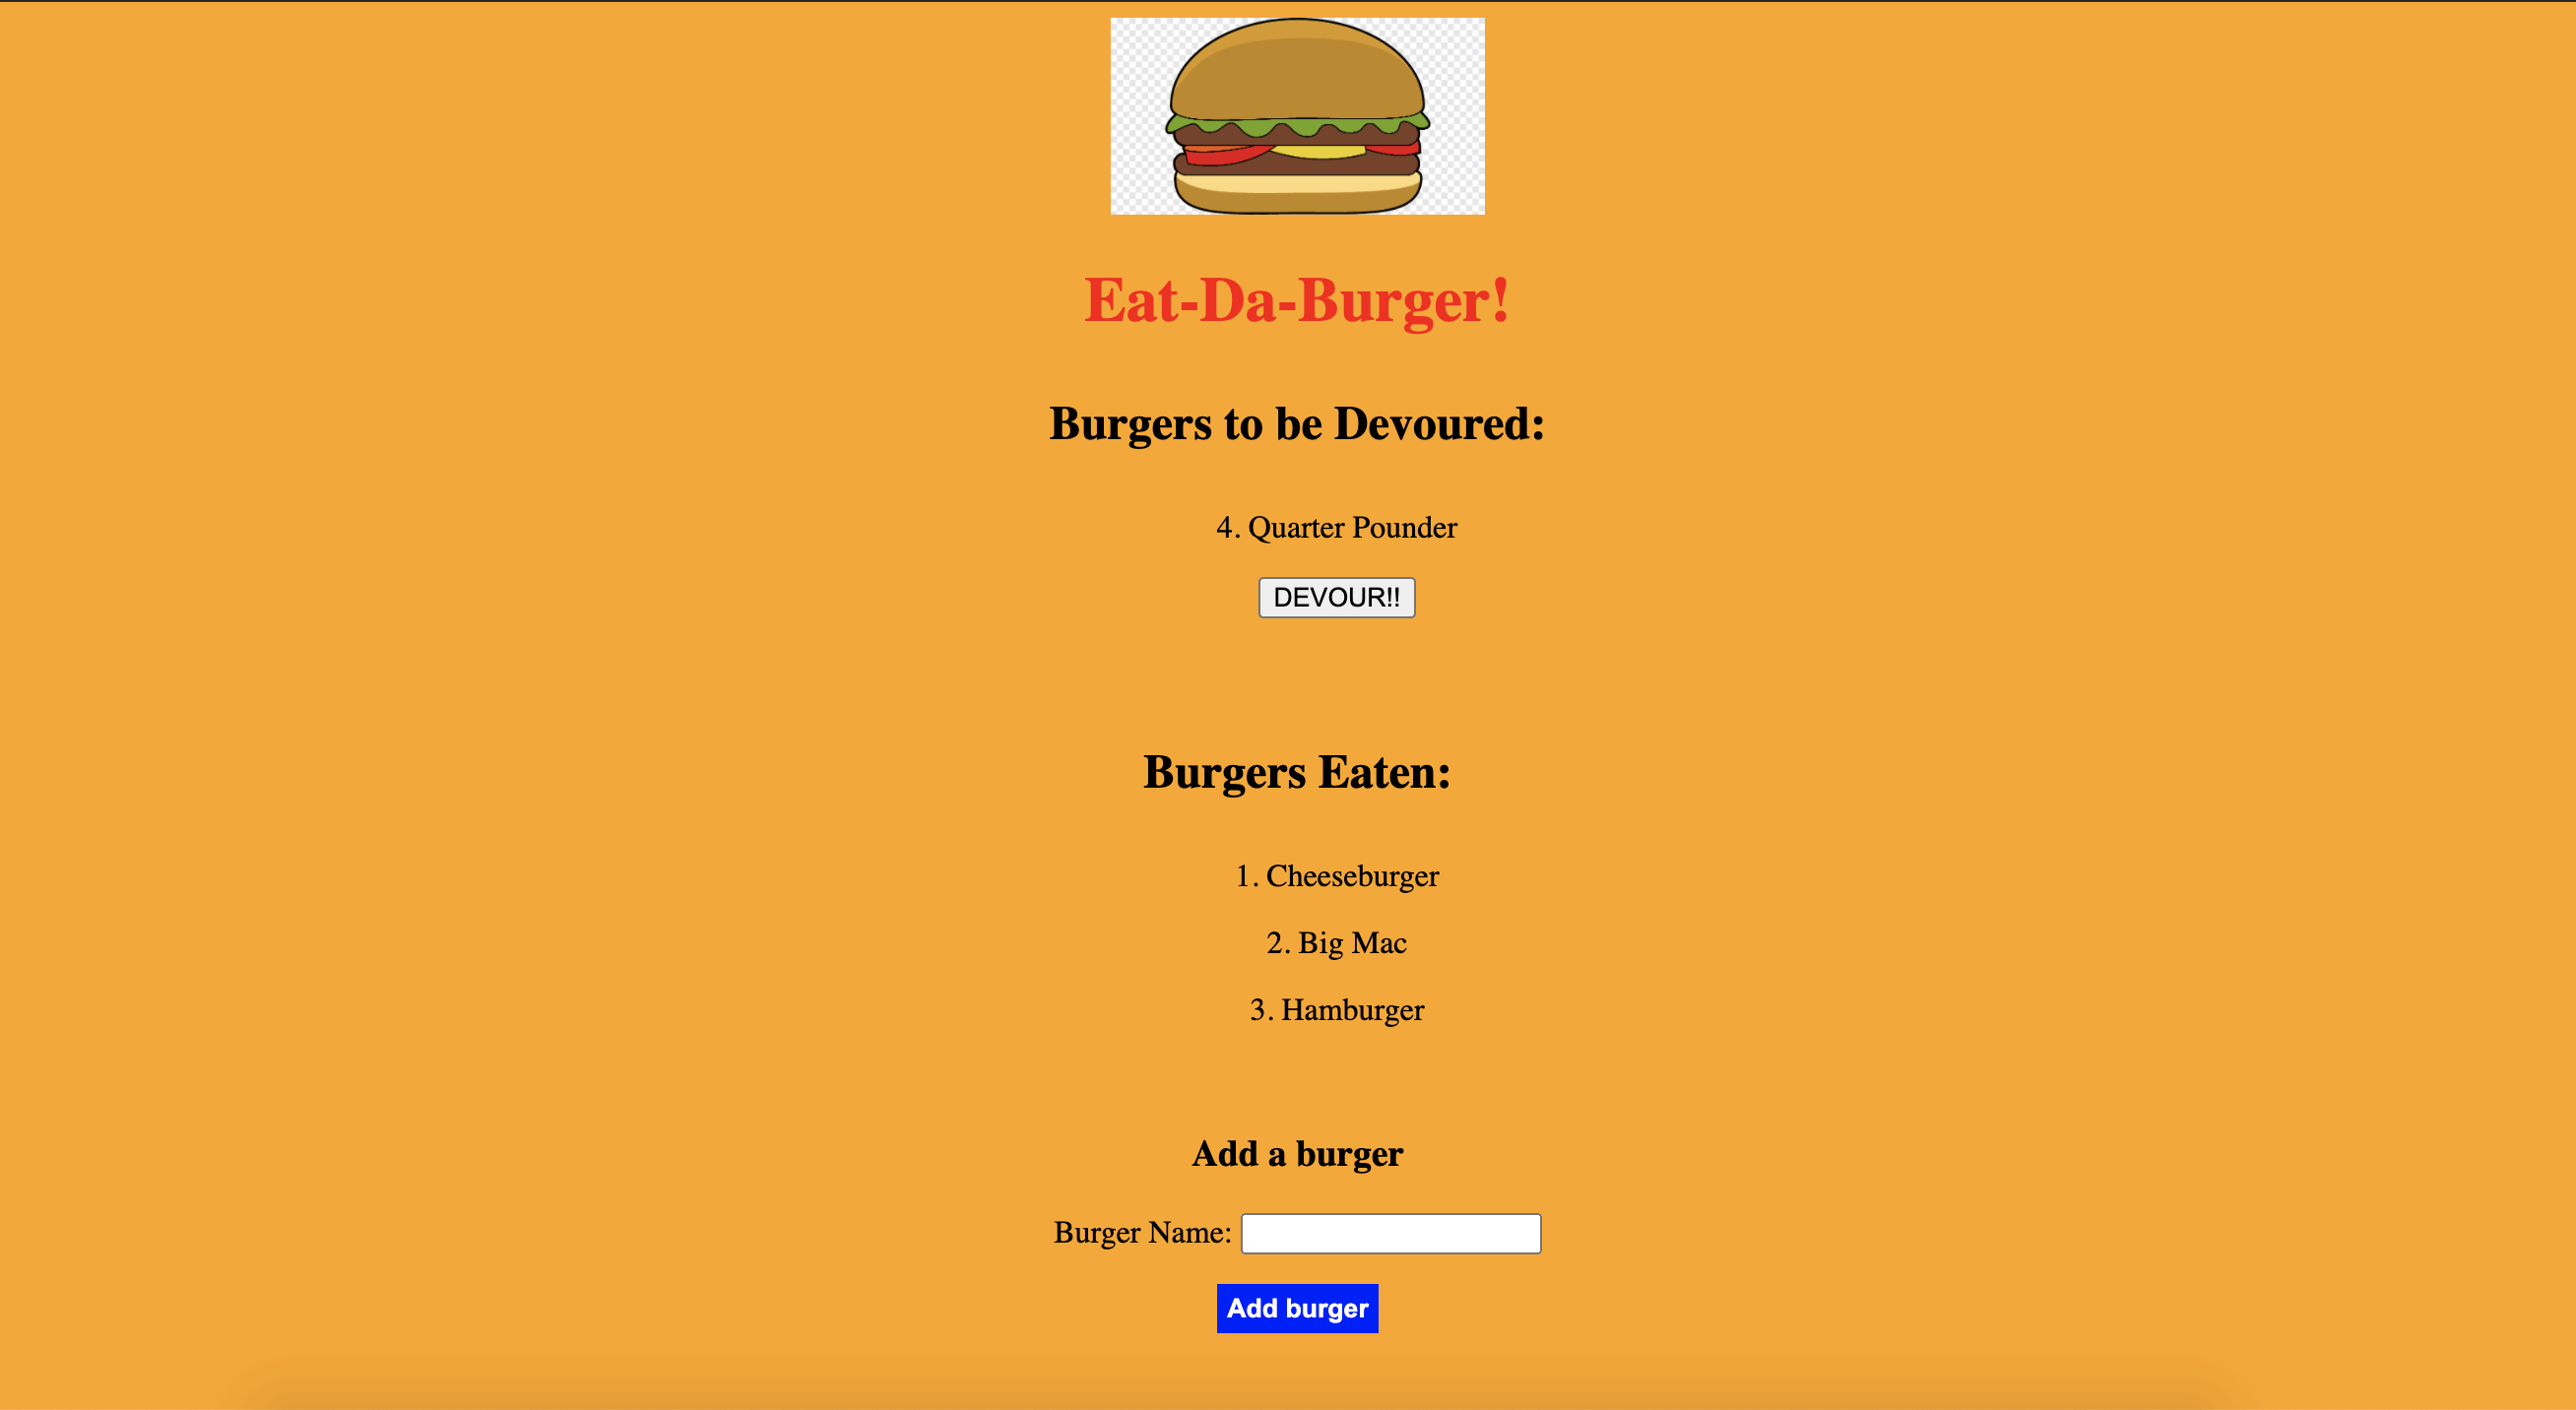 Eat-Da-Burger!
Burgers to be Devoured:
4. Quarter Pounder
DEVOUR!!
Burgers Eaten:
1. Cheeseburger
2. Big Mac
3. Hamburger
Add a burger
Burger Name:
Add burger